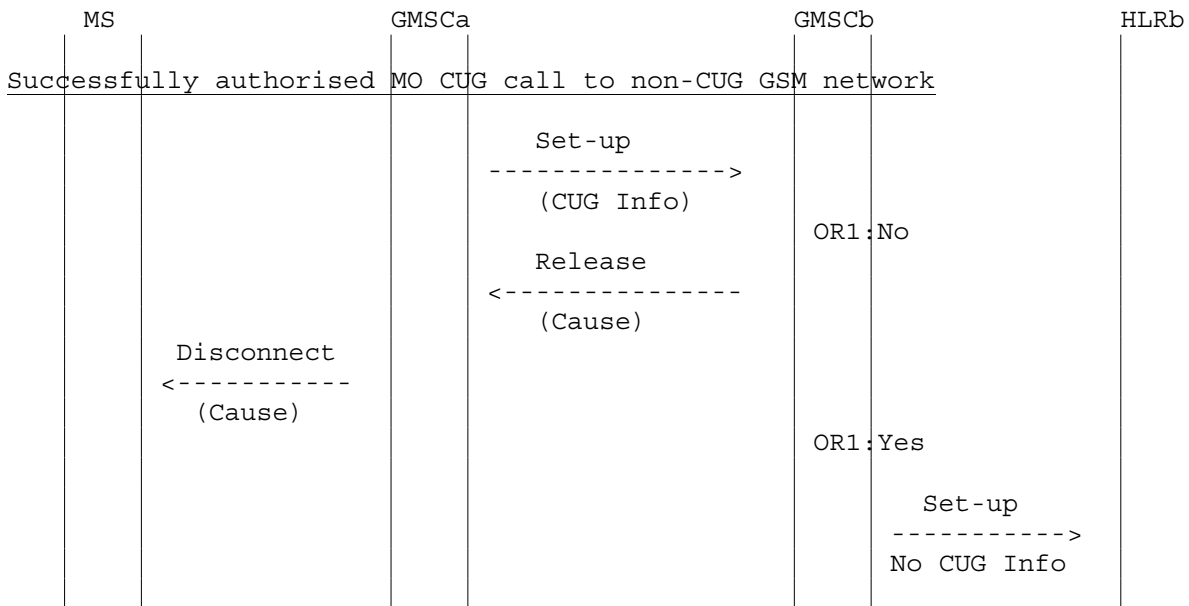 MS GMSCa GMSCb HLRb
Successfully authorised MO CUG call to non-CUG GSM network
Set-up
--------------->
(CUG Info)
OR1:No
Release
<---------------
(Cause)
Disconnect
<-----------
(Cause)
OR1:Yes
Set-up
----------->
No CUG Info